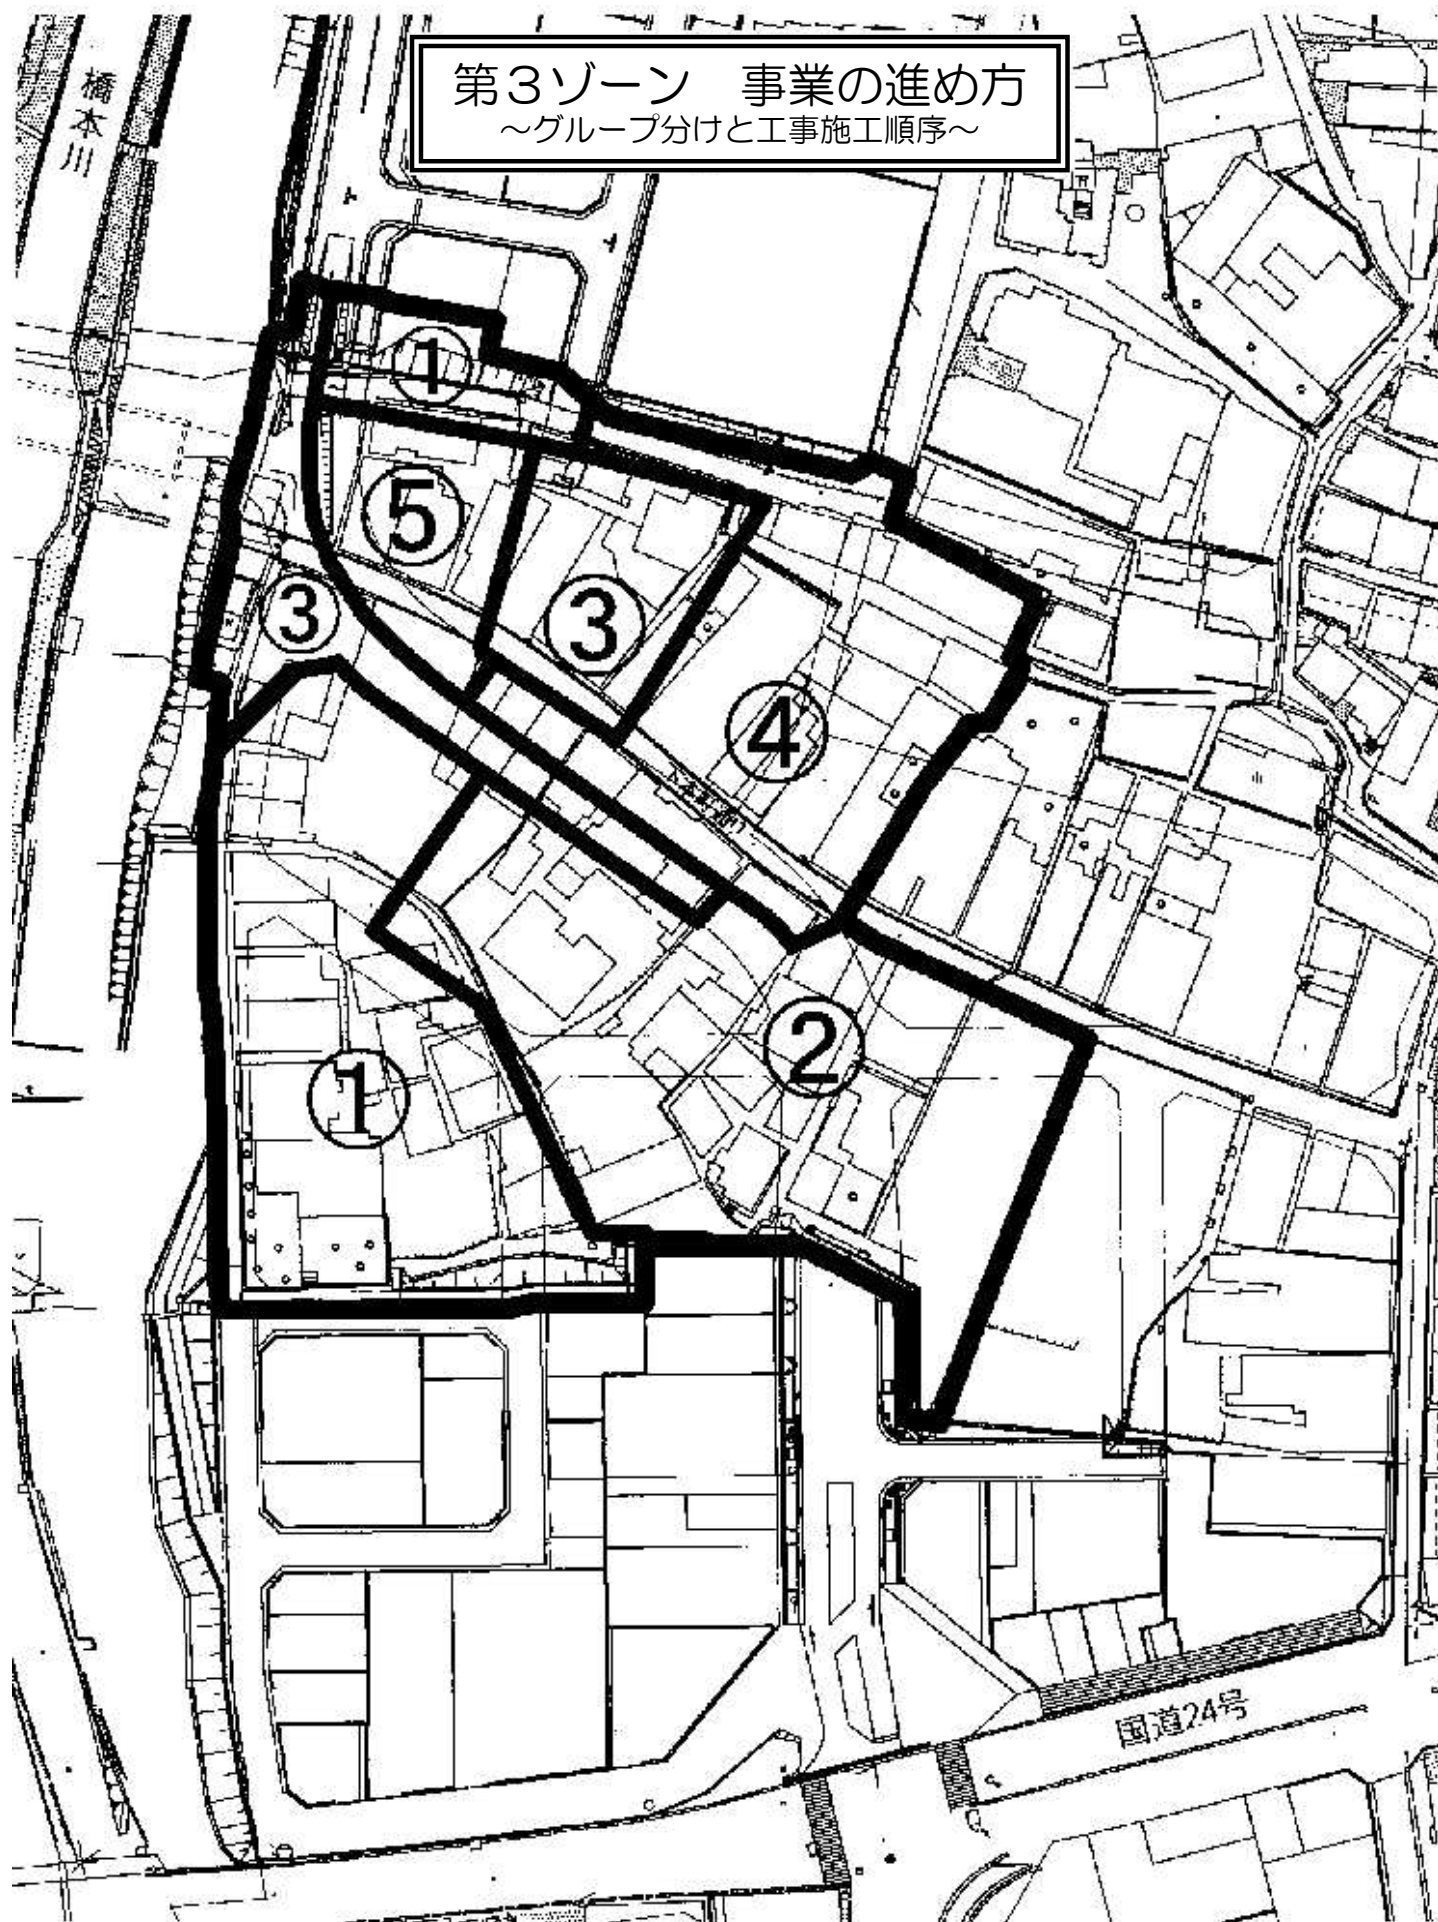 第3ゾーン　事業の進め方
～グループ分けと工事施工順序～
橋本川
①
⑤
③
③
④
②
①
国道24号